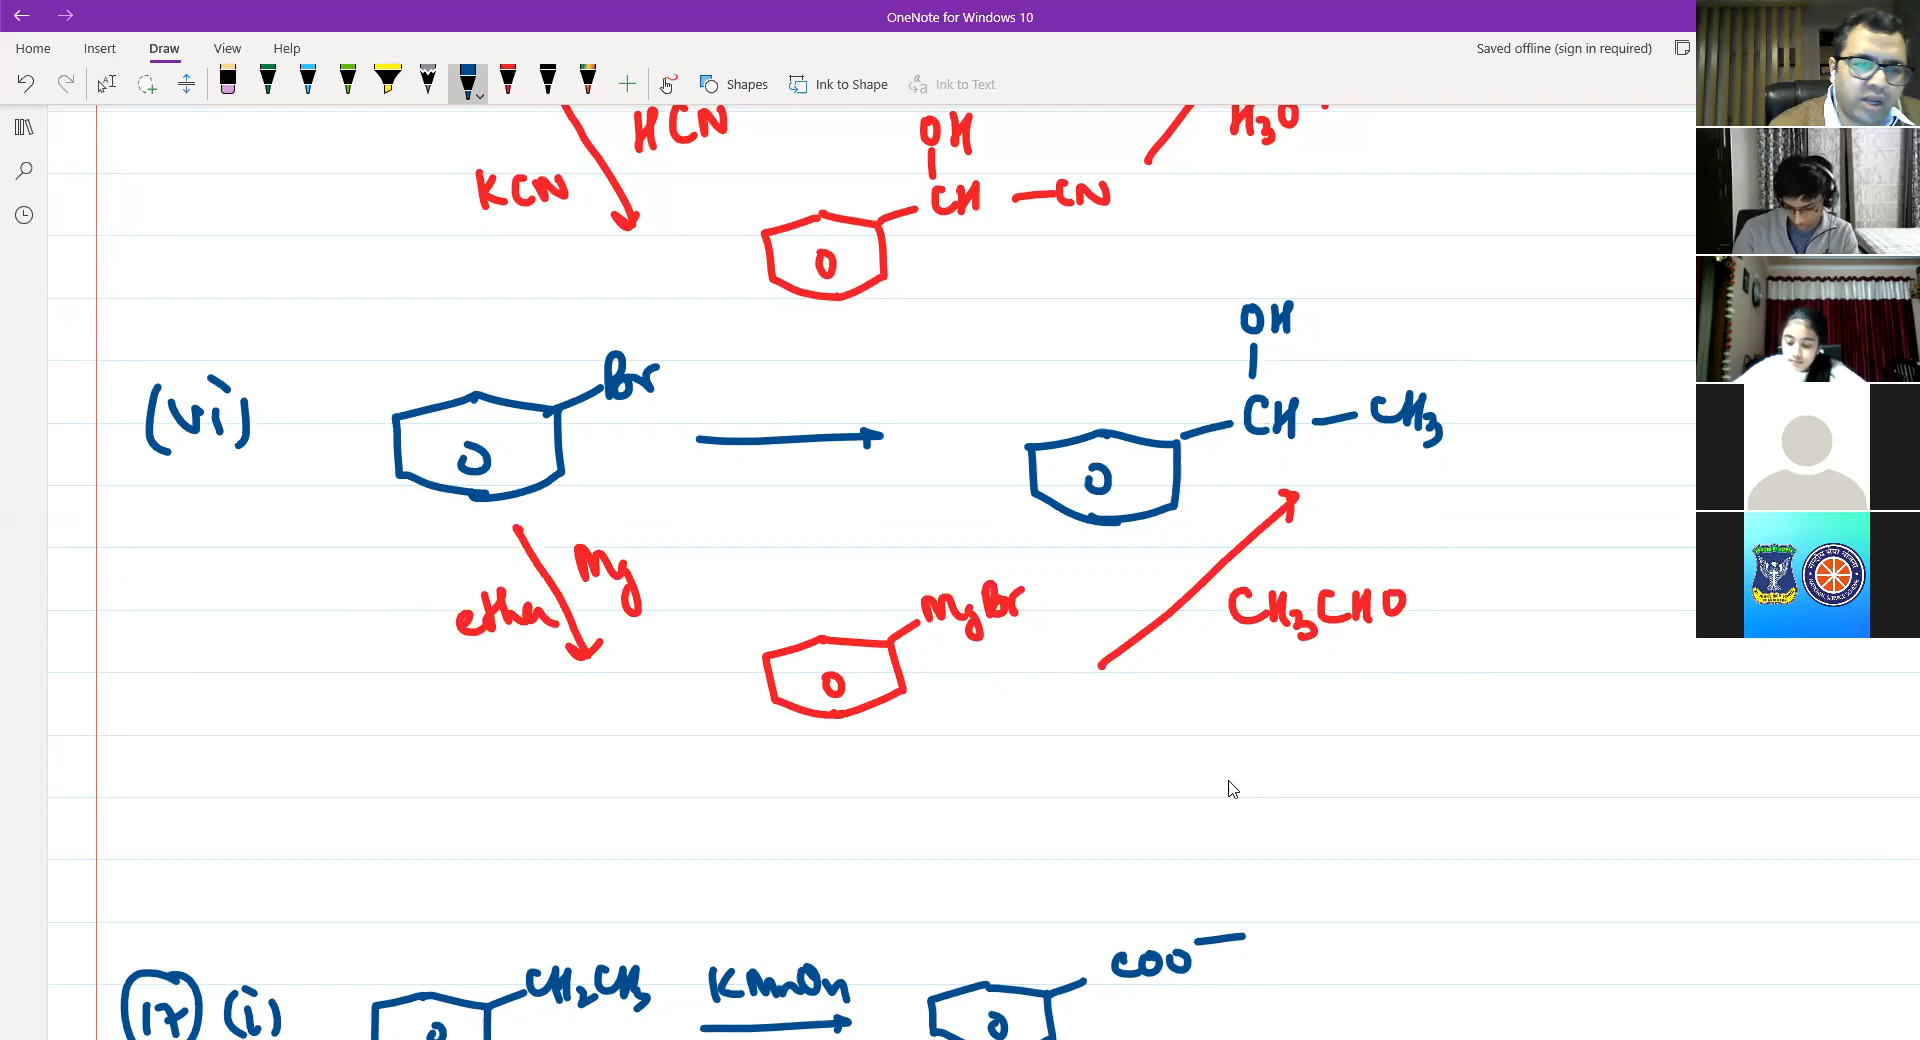 OneNote for Windows 10
Home Insert Draw View Help
Saved offline (sign in required)
Shapes Ink to Shape Ink to Text
HCN
OH
H3O+
KCN
CH — CN
OH
(vi)
Br
CH — CH3
Mg
ether
MgBr
CH3CHO
COO—
CH2CH3
KMnO4
17 (i)